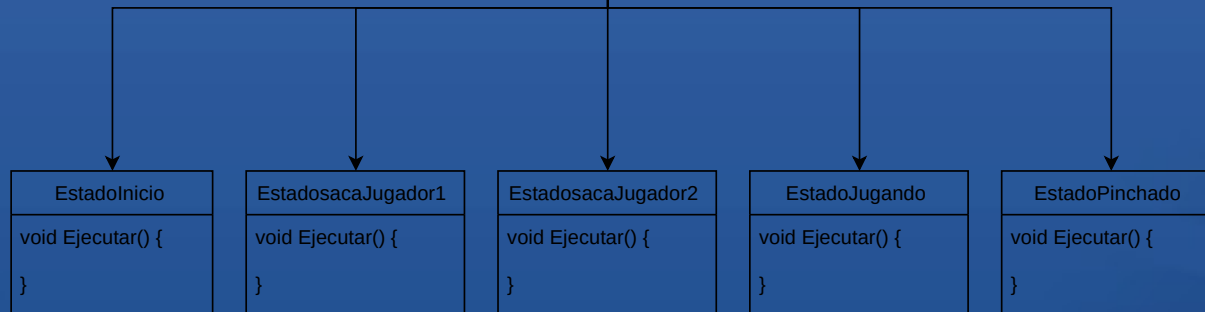 EstadoInicio
void Ejecutar() {
}
EstadosacaJugador1
void Ejecutar() {
}
EstadosacaJugador2
void Ejecutar() {
}
EstadoJugando
void Ejecutar() {
}
EstadoPinchado
void Ejecutar() {
}